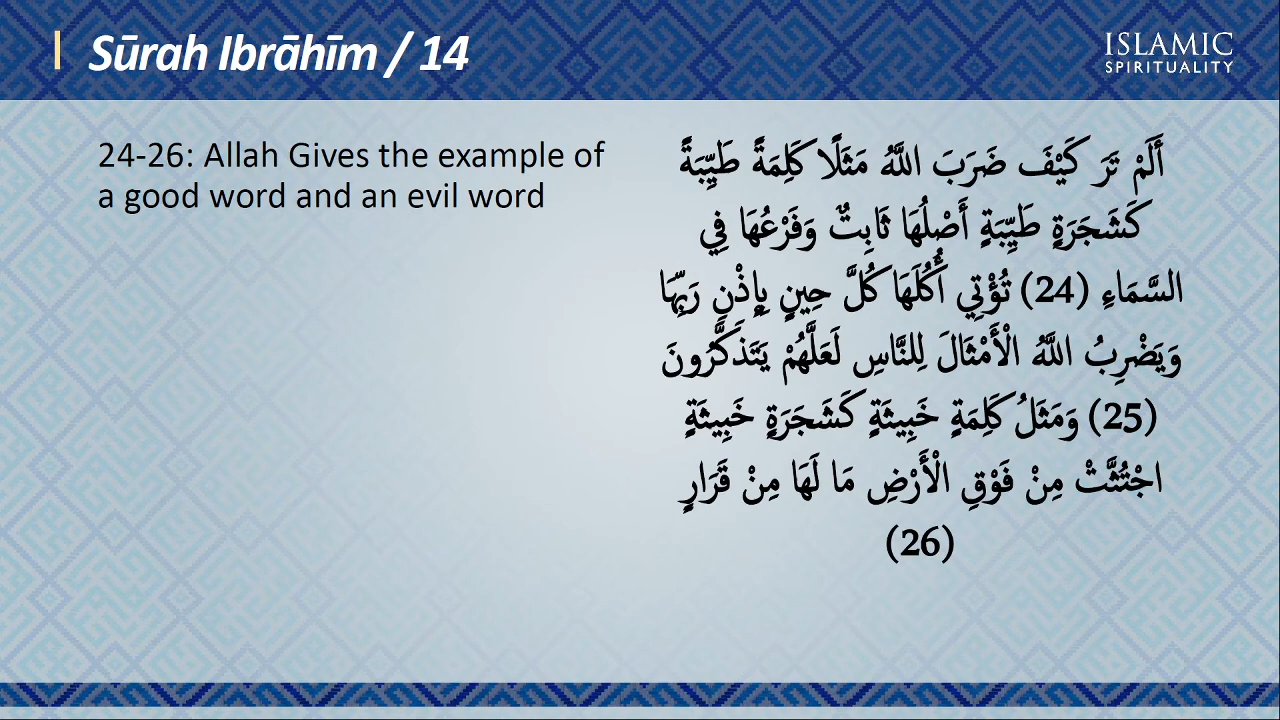 Sūrah Ibrāhīm / 14
ISLAMIC
SPIRITUALITY
24-26: Allah Gives the example of
a good word and an evil word
أَلَمْ تَرَ كَيْفَ ضَرَبَ اللَّهُ مَثَلًا كَلِمَةً طَيِّبَةً
كَشَجَرَةٍ طَيِّبَةٍ أَصْلُهَا ثَابِتٌ وَفَرْعُهَا فِي
السَّمَاءِ (24) تُؤْتِي أُكُلَهَا كُلَّ حِينٍ بِإِذْنِ رَبِّهَا
وَيَضْرِبُ اللَّهُ الْأَمْثَالَ لِلنَّاسِ لَعَلَّهُمْ يَتَذَكَّرُونَ
(25) وَمَثَلُ كَلِمَةٍ خَبِيثَةٍ كَشَجَرَةٍ خَبِيثَةٍ
اجْتُثَّتْ مِنْ فَوْقِ الْأَرْضِ مَا لَهَا مِنْ قَرَارٍ
(26)